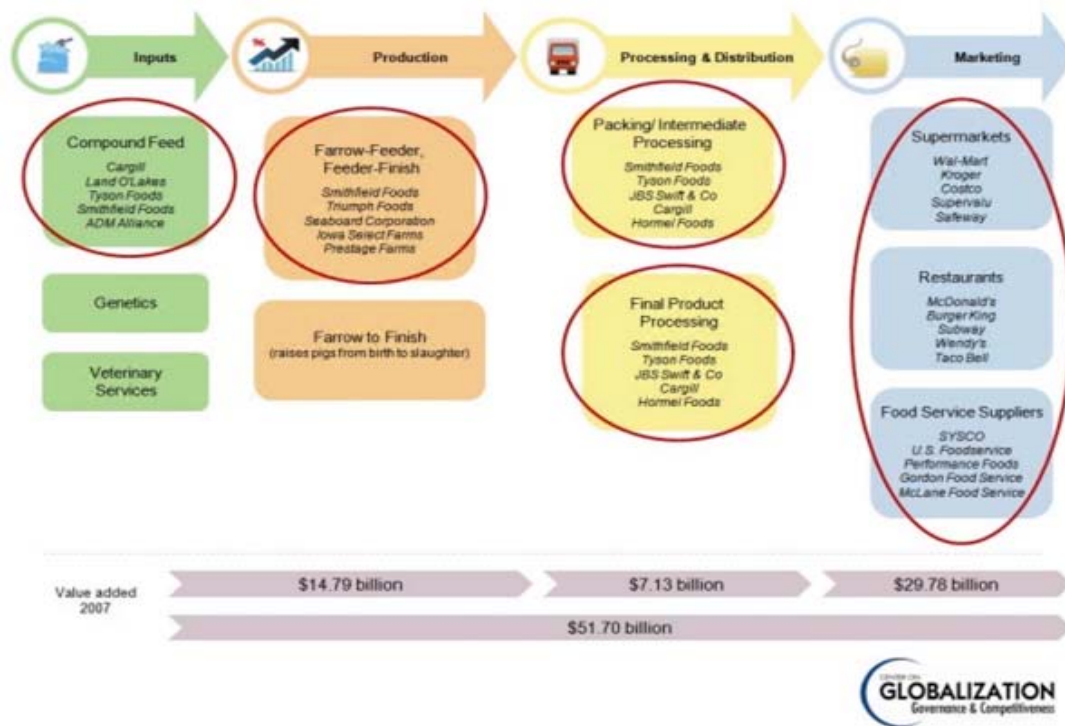 Inputs
Production
Processing & Distribution
Marketing
Compound Feed
Cargill
Land O'Lakes
Tyson Foods
Smithfield Foods
ADM Alliance
Genetics
Veterinary
Services
Farrow-Feeder,
Feeder-Finish
Smithfield Foods
Triumph Foods
Seaboard Corporation
Iowa Select Farms
Prestage Farms
Farrow to Finish
(raises pigs from birth to slaughter)
Packing/ Intermediate
Processing
Smithfield Foods
Tyson Foods
JBS Swift & Co
Cargill
Hormel Foods
Final Product
Processing
Smithfield Foods
Tyson Foods
JBS Swift & Co
Cargill
Hormel Foods
Supermarkets
Wal-Mart
Kroger
Costco
Supervalu
Safeway
Restaurants
McDonald's
Burger King
Subway
Wendy's
Taco Bell
Food Service Suppliers
SYSCO
U.S. Foodservice
Performance Foods
Gordon Food Service
McLane Food Service
Value added
2007
$14.79 billion
$7.13 billion
$29.78 billion
$51.70 billion
CENTER ON
GLOBALIZATION
Governance & Competitiveness